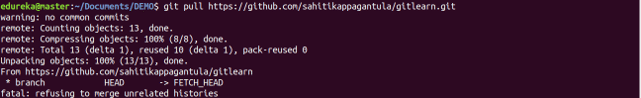 edureka@master:~/Documents/DEMO$ git pull https://github.com/sahitikappagantula/gitlearn.git
warning: no common commits
remote: Counting objects: 13, done.
remote: Compressing objects: 100% (8/8), done.
remote: Total 13 (delta 1), reused 10 (delta 1), pack-reused 0
Unpacking objects: 100% (13/13), done.
From https://github.com/sahitikappagantula/gitlearn
 * branch            HEAD       -> FETCH_HEAD
fatal: refusing to merge unrelated histories